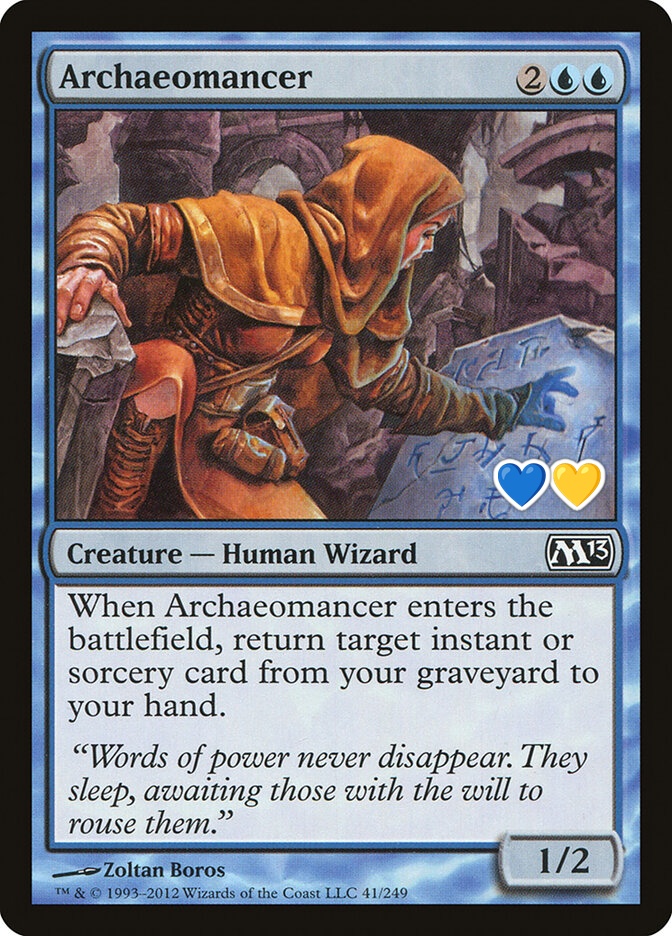 Archaeomancer 2
Creature — Human Wizard M13
When Archaeomancer enters the
battlefield, return target instant or
sorcery card from your graveyard to
your hand.
“Words of power never disappear. They
sleep, awaiting those with the will to
rouse them.”
1/2
Zoltan Boros
™ & © 1993–2012 Wizards of the Coast LLC 41/249